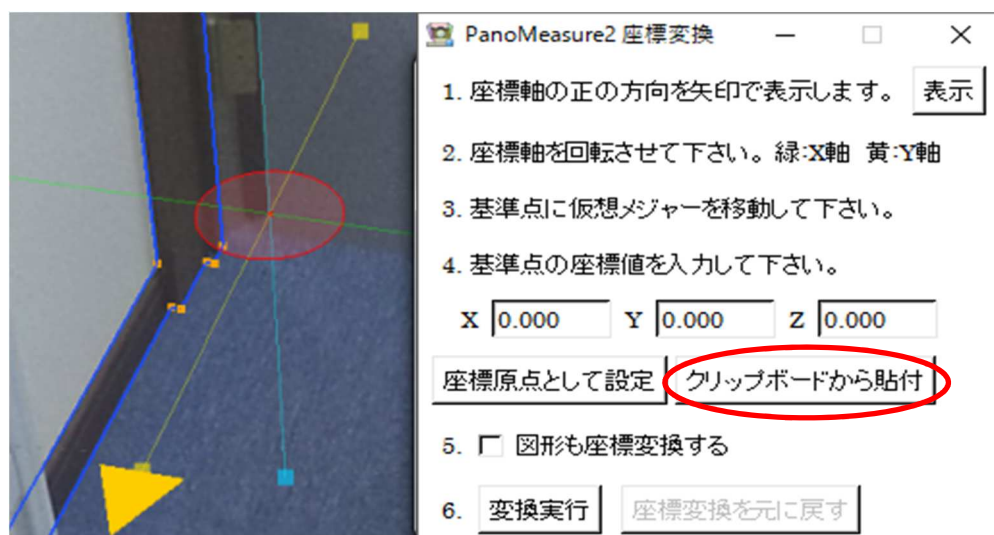 PanoMeasure2 座標変換
1. 座標軸の正の方向を矢印で表示します。 表示
2. 座標軸を回転させて下さい。緑:X軸 黄:Y軸
3. 基準点に仮想メジャーを移動して下さい。
4. 基準点の座標値を入力して下さい。
X 0.000 Y 0.000 Z 0.000
座標原点として設定 クリップボードから貼付
5. 図形も座標変換する
6. 変換実行 座標変換を元に戻す